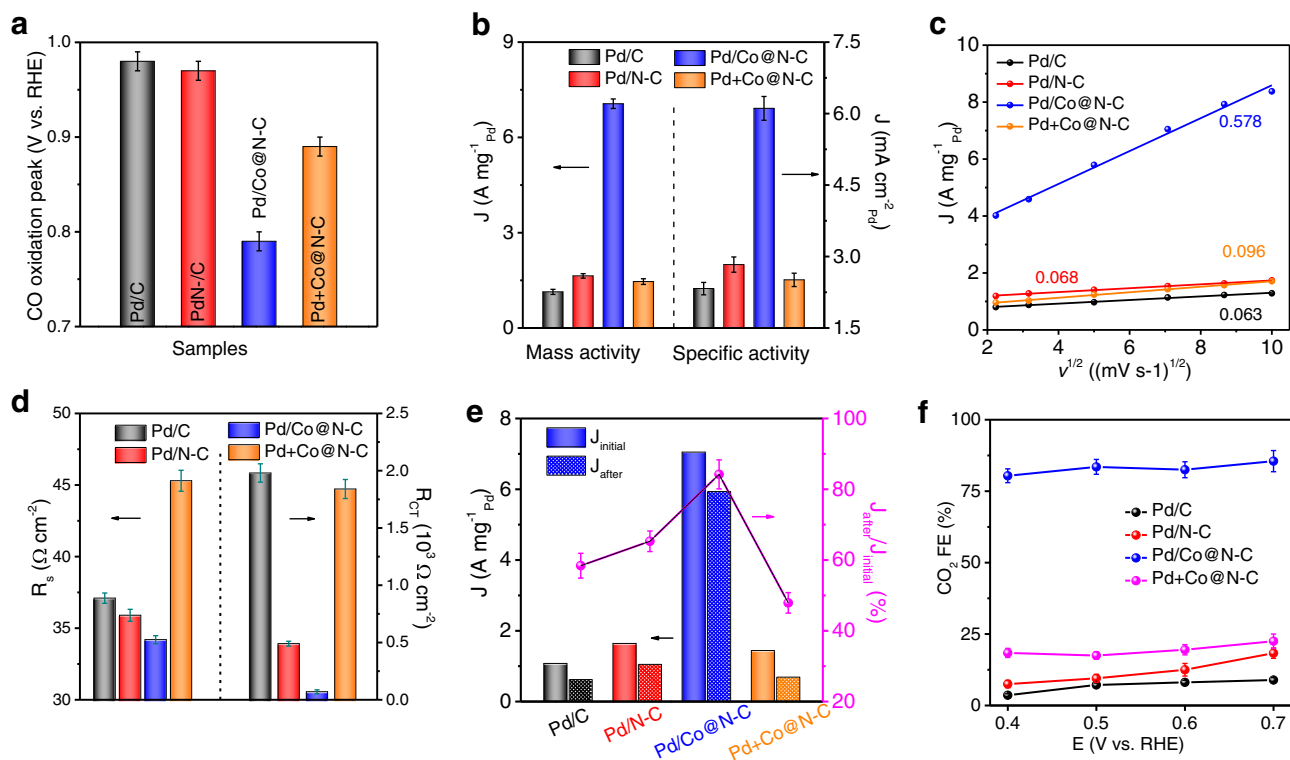 a
CO oxidation peak (V vs. RHE)
1.0
0.9
0.8
0.7
Pd/C
PdN-/C
Pd/Co@N-C
Pd+Co@N-C
Samples
b
J (A mg⁻¹Pd)
9
6
3
0
Pd/C
Pd/N-C
Pd/Co@N-C
Pd+Co@N-C
7.5
6.0
4.5
3.0
1.5
J (mA cm⁻²Pd)
Mass activity
Specific activity
c
J (A mg⁻¹Pd)
10
8
6
4
2
0
Pd/C
Pd/N-C
Pd/Co@N-C
Pd+Co@N-C
0.578
0.096
0.068
0.063
2
4
6
8
10
v1/2 ((mV s-1)1/2)
d
Rs (Ω cm⁻²)
50
45
40
35
30
Pd/C
Pd/N-C
Pd/Co@N-C
Pd+Co@N-C
2.5
2.0
1.5
1.0
0.5
0.0
RCT (10³ Ω cm⁻²)
e
J (A mg⁻¹Pd)
8
6
4
2
0
Jinitial
Jafter
100
80
60
40
20
Jafter/Jinitial (%)
Pd/C
Pd/N-C
Pd/Co@N-C
Pd+Co@N-C
f
CO₂ FE (%)
100
75
50
25
0
Pd/C
Pd/N-C
Pd/Co@N-C
Pd+Co@N-C
0.4
0.5
0.6
0.7
E (V vs. RHE)